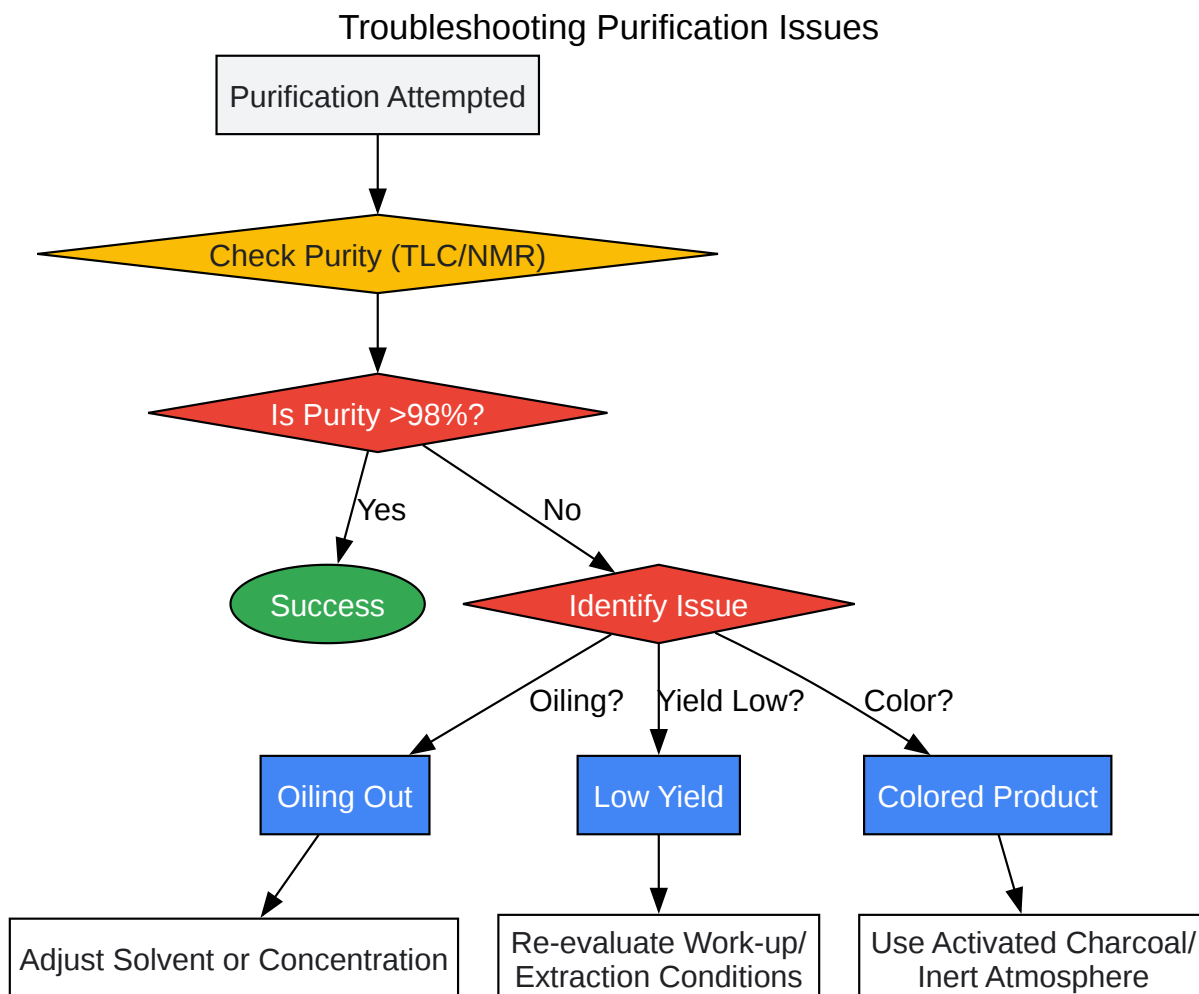 Troubleshooting Purification Issues
Purification Attempted
Check Purity (TLC/NMR)
Is Purity >98%?
Yes
No
Success
Identify Issue
Oiling?
Yield Low?
Color?
Oiling Out
Low Yield
Colored Product
Adjust Solvent or Concentration
Re-evaluate Work-up/
Extraction Conditions
Use Activated Charcoal/
Inert Atmosphere